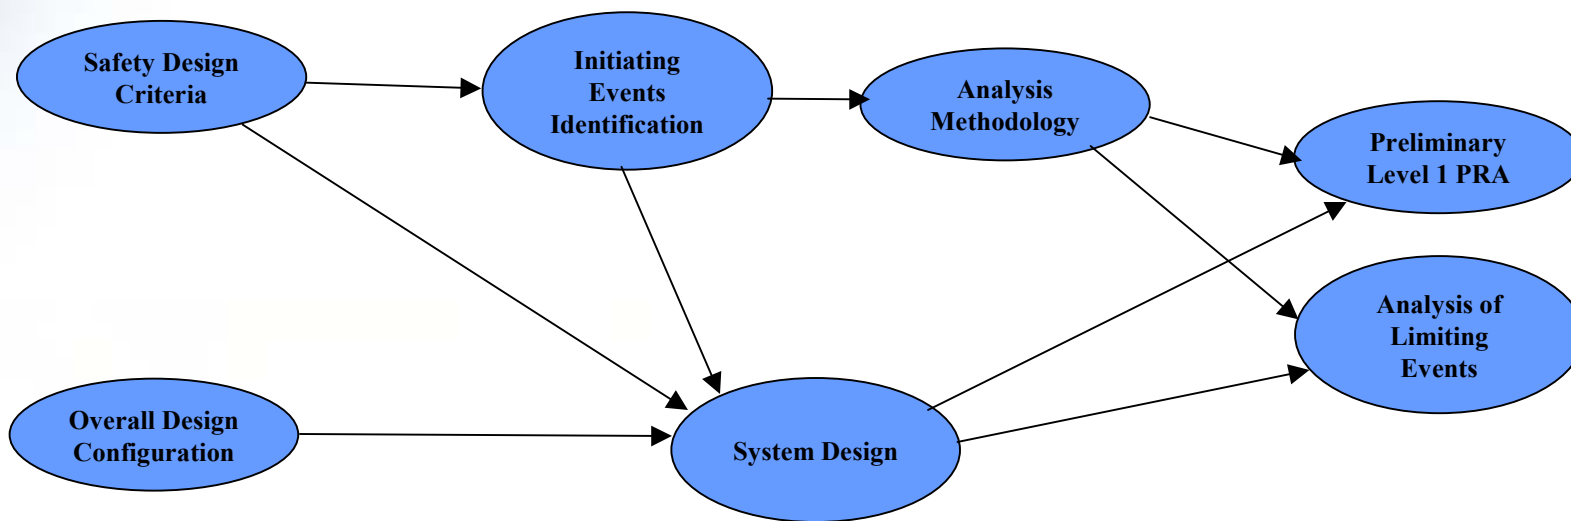 Safety Design
Criteria
Initiating
Events
Identification
Analysis
Methodology
Preliminary
Level 1 PRA
Analysis of
Limiting
Events
Overall Design
Configuration
System Design